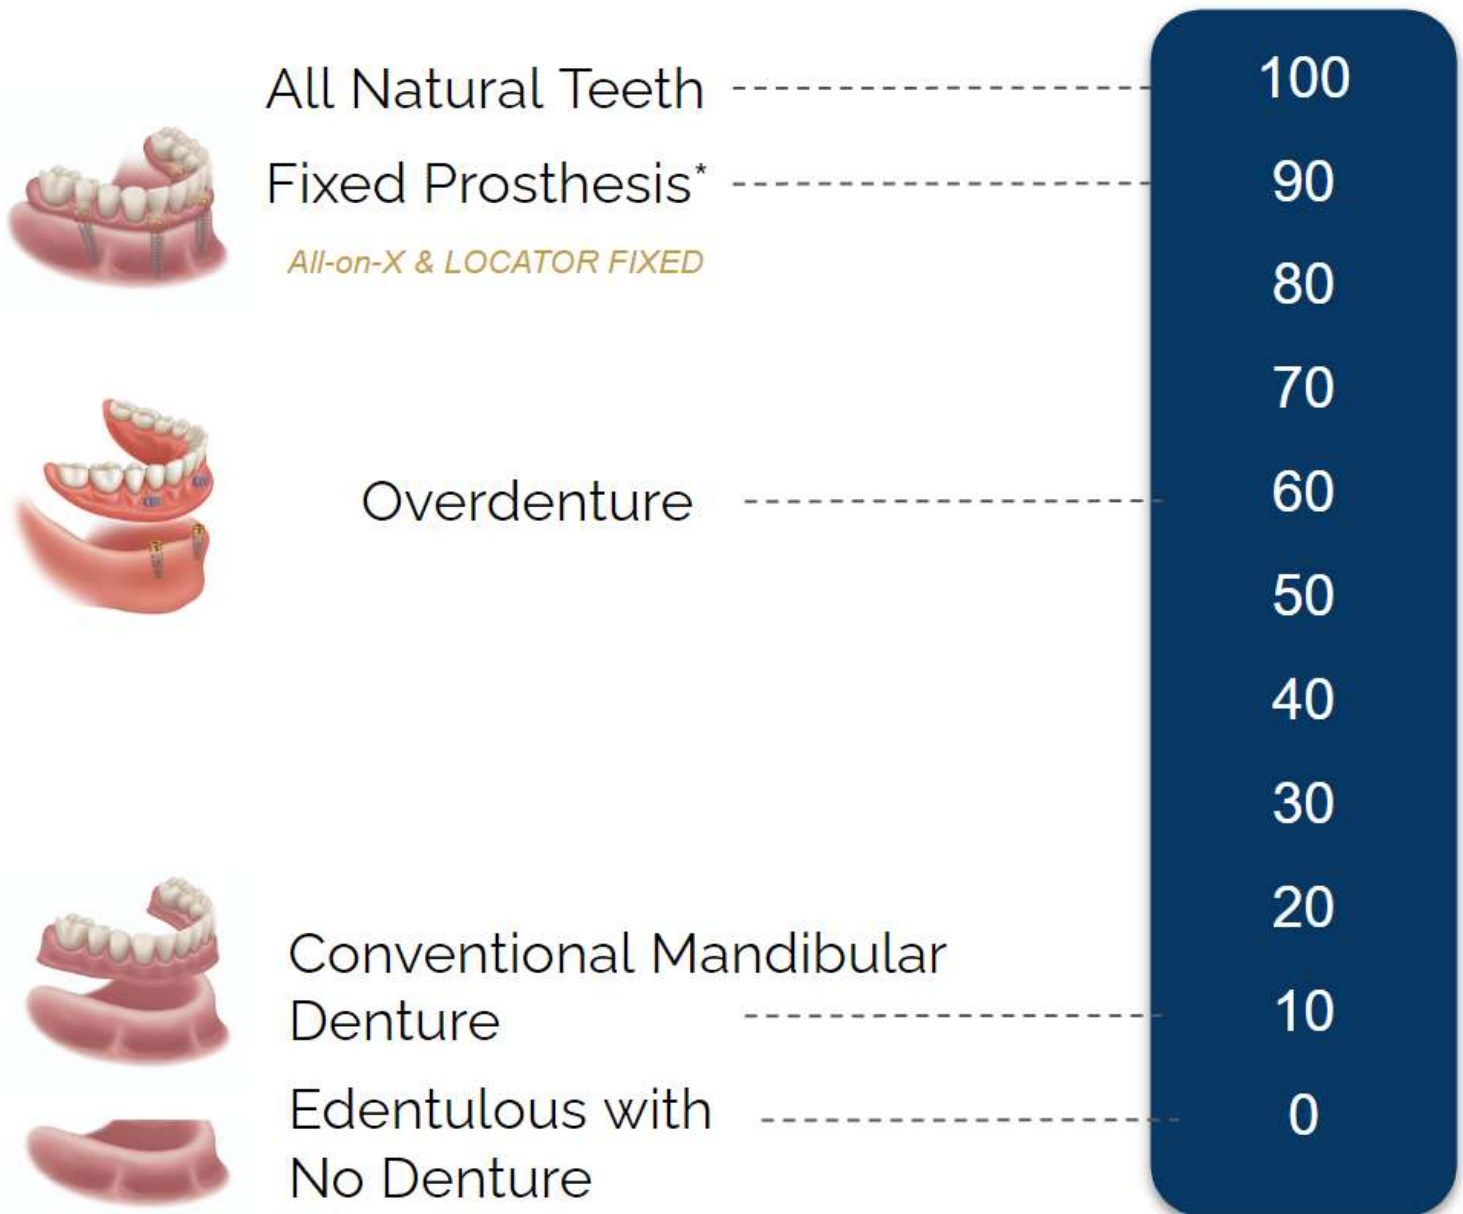 All Natural Teeth
100
Fixed Prosthesis*
90
All-on-X & LOCATOR FIXED
80
70
Overdenture
60
50
40
30
20
Conventional Mandibular
Denture
10
Edentulous with
0
No Denture